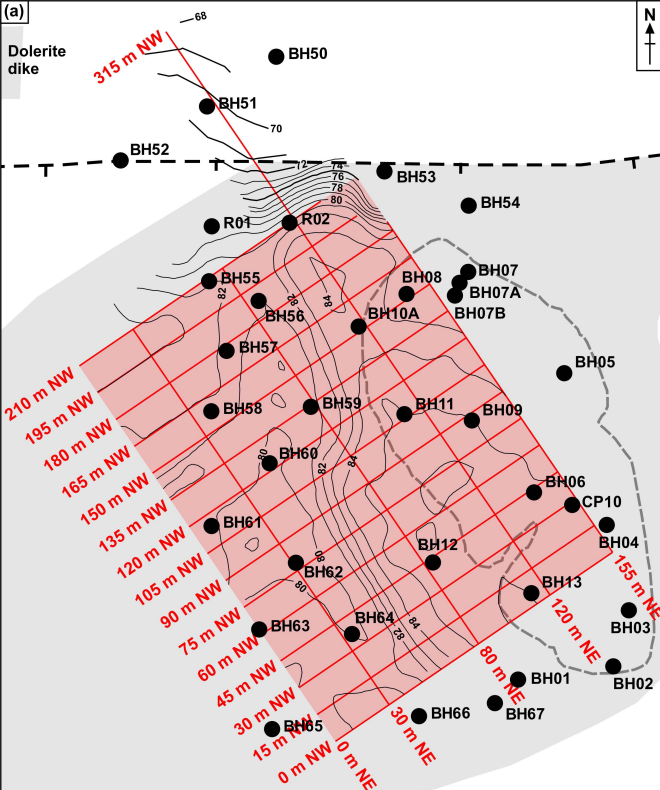 (a)
68
N
Dolerite
dike
315 m NW
BH50
BH51
70
BH52
72
74
76
78
80
BH53
BH54
R01
R02
BH55
82
BH56
82
84
BH08
BH07
BH07A
BH07B
BH10A
BH57
BH05
210 m NW
195 m NW
180 m NW
165 m NW
150 m NW
135 m NW
120 m NW
105 m NW
90 m NW
75 m NW
60 m NW
45 m NW
30 m NW
15 m NW
0 m NW
BH58
BH59
BH11
BH09
80
BH60
82
84
BH06
CP10
BH04
BH61
BH12
80
BH62
80
BH13
155 m NE
120 m NE
BH03
BH63
BH64
84
82
80 m NE
BH01
BH02
BH65
BH66
BH67
30 m NE
0 m NE